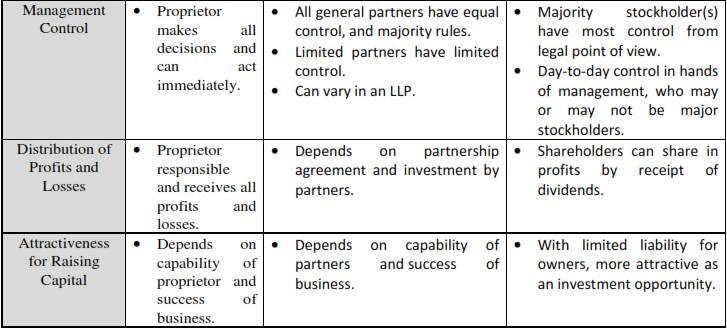 Management
Control
• Proprietor
makes all
decisions and
can act
immediately.
• All general partners have equal
control, and majority rules.
• Limited partners have limited
control.
• Can vary in an LLP.
• Majority stockholder(s)
have most control from
legal point of view.
• Day-to-day control in hands
of management, who may
or may not be major
stockholders.
Distribution of
Profits and
Losses
• Proprietor
responsible
and receives all
profits and
losses.
• Depends on partnership
agreement and investment by
partners.
• Shareholders can share in
profits by receipt of
dividends.
Attractiveness
for Raising
Capital
• Depends on
capability of
proprietor and
success of
business.
• Depends on capability of
partners and success of
business.
• With limited liability for
owners, more attractive as
an investment opportunity.